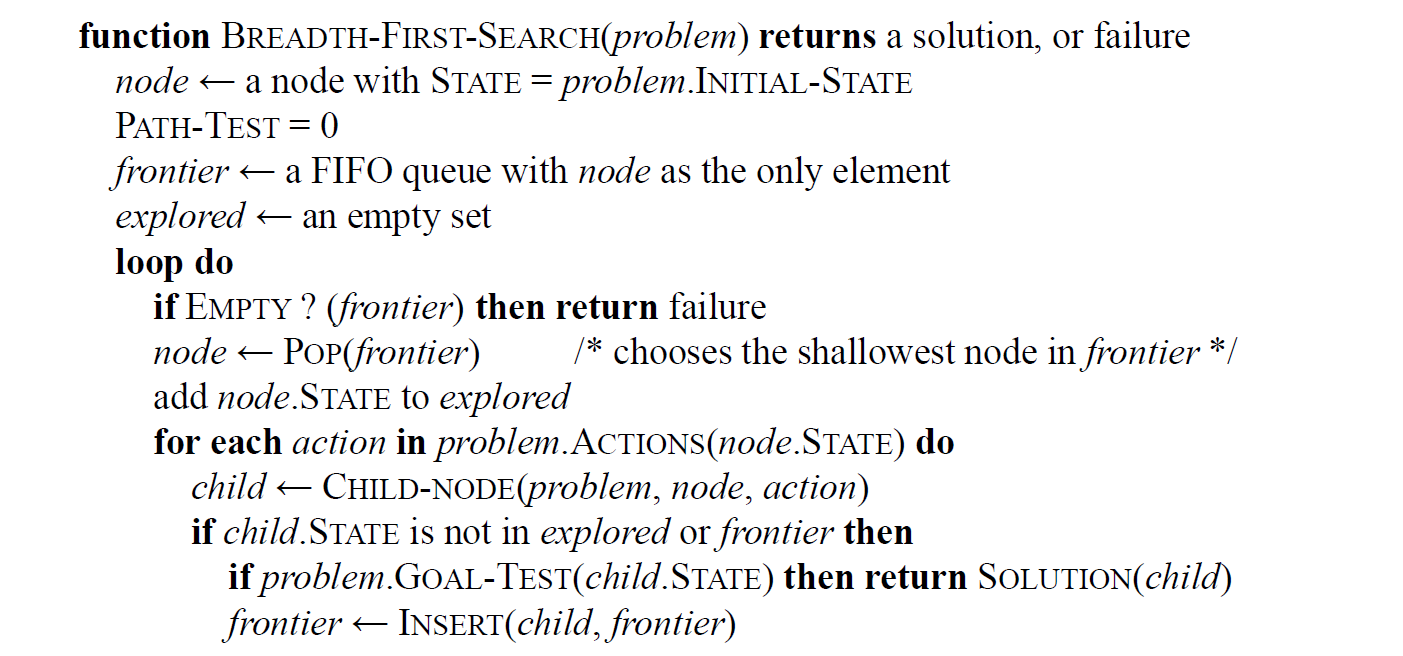 function BREADTH-FIRST-SEARCH(problem) returns a solution, or failure
node ← a node with STATE = problem.INITIAL-STATE
PATH-TEST = 0
frontier ← a FIFO queue with node as the only element
explored ← an empty set
loop do
if EMPTY ? (frontier) then return failure
node ← POP(frontier) /* chooses the shallowest node in frontier */
add node.STATE to explored
for each action in problem.ACTIONS(node.STATE) do
child ← CHILD-NODE(problem, node, action)
if child.STATE is not in explored or frontier then
if problem.GOAL-TEST(child.STATE) then return SOLUTION(child)
frontier ← INSERT(child, frontier)